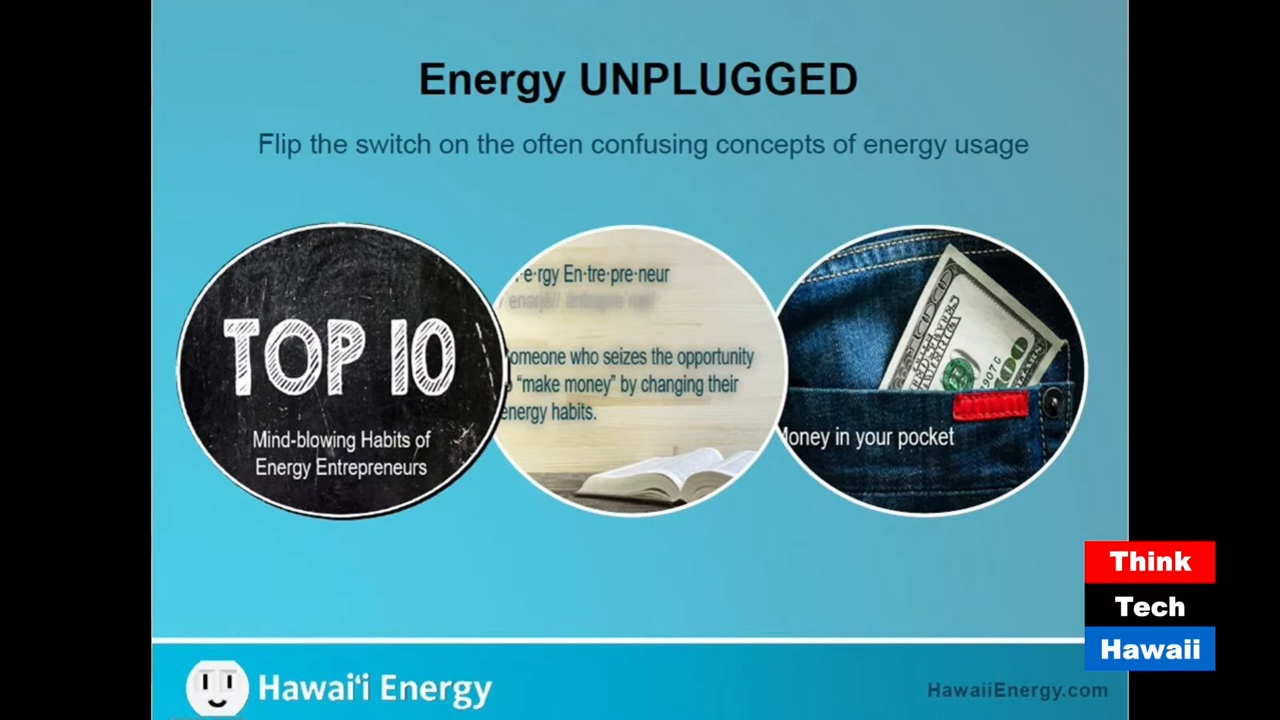 Energy UNPLUGGED
Flip the switch on the often confusing concepts of energy usage
TOP 10
Mind-blowing Habits of
Energy Entrepreneurs
e·rgy En·tre·pre·neur
omeone who seizes the opportunity
"make money" by changing their
energy habits.
oney in your pocket
Think
Tech
Hawaii
Hawai‘i Energy
HawaiiEnergy.com